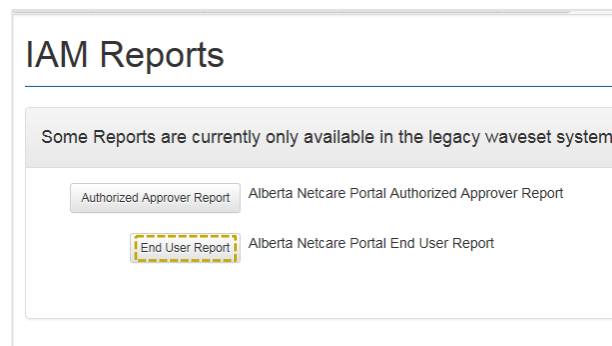 IAM Reports
Some Reports are currently only available in the legacy waveset system
Authorized Approver Report Alberta Netcare Portal Authorized Approver Report
End User Report Alberta Netcare Portal End User Report